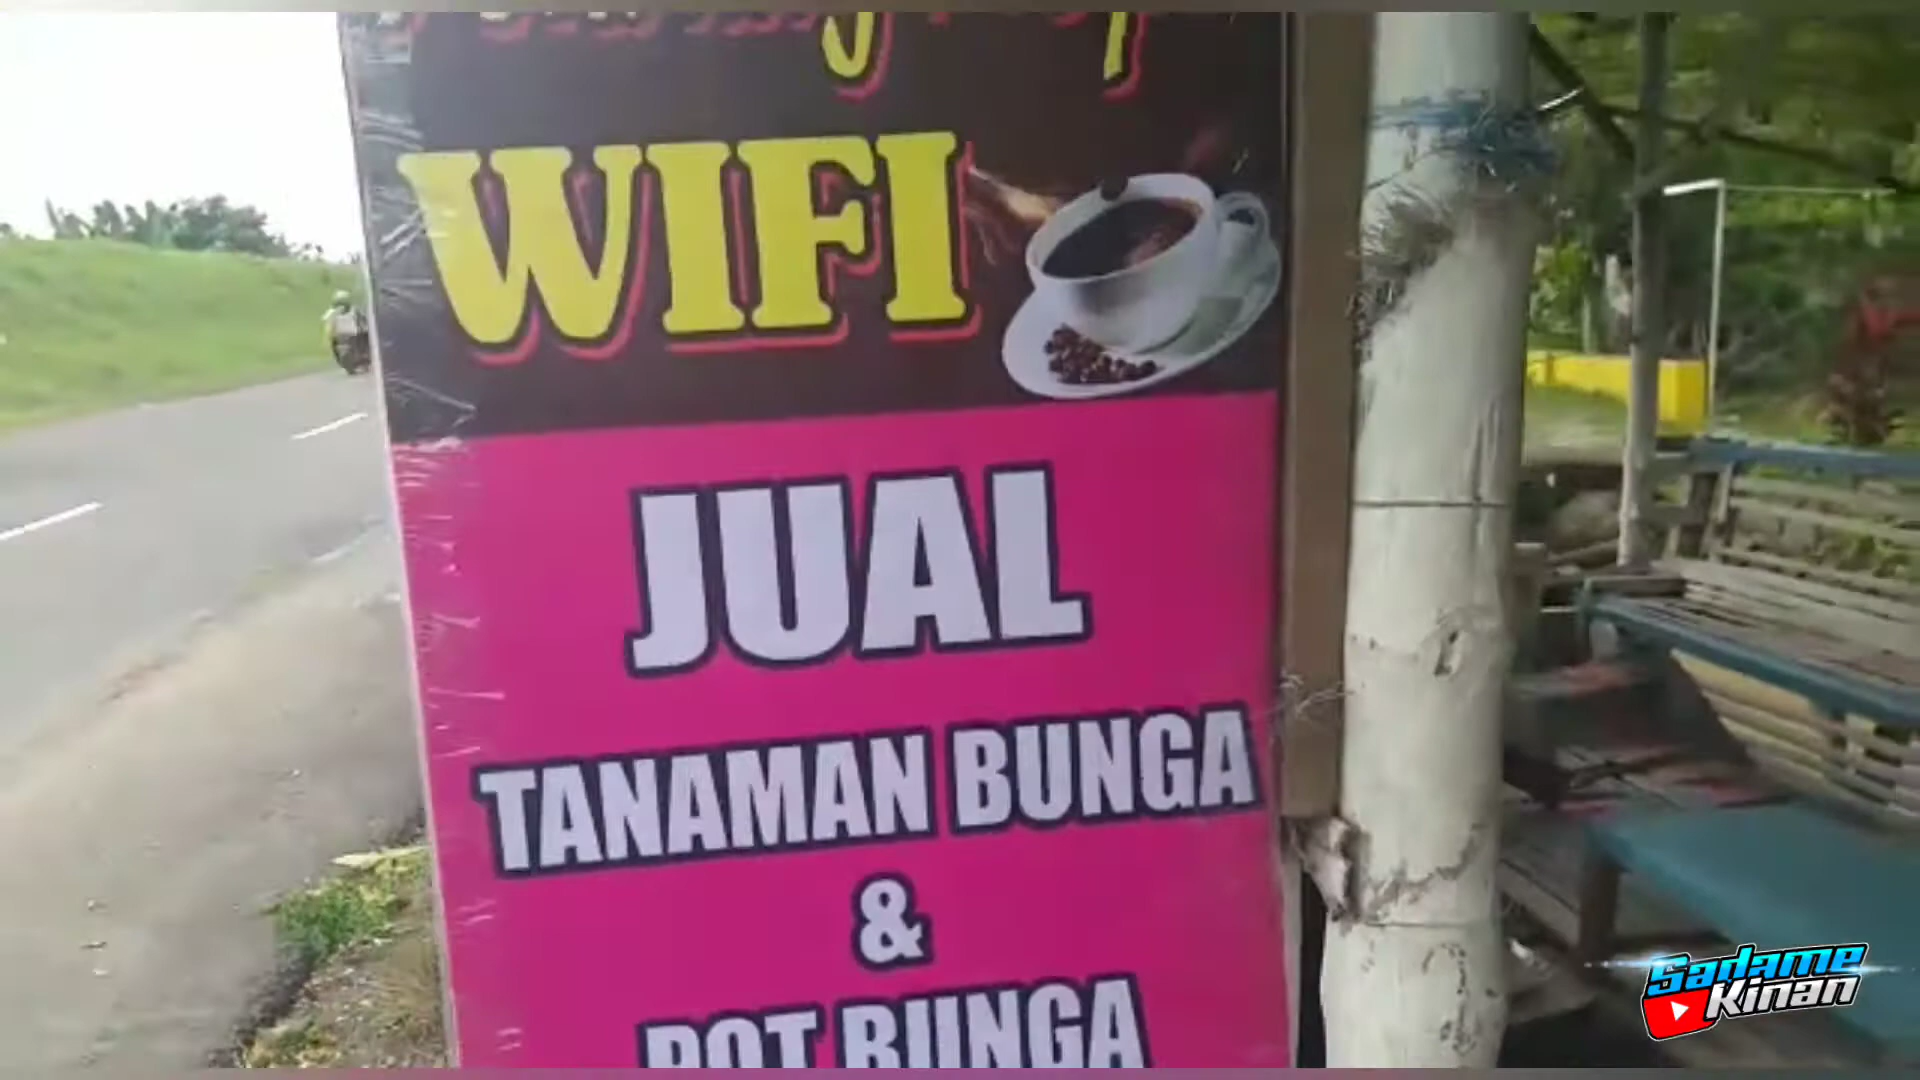 WIFI
JUAL
TANAMAN BUNGA
&
POT BUNGA
Sadame
Kinan